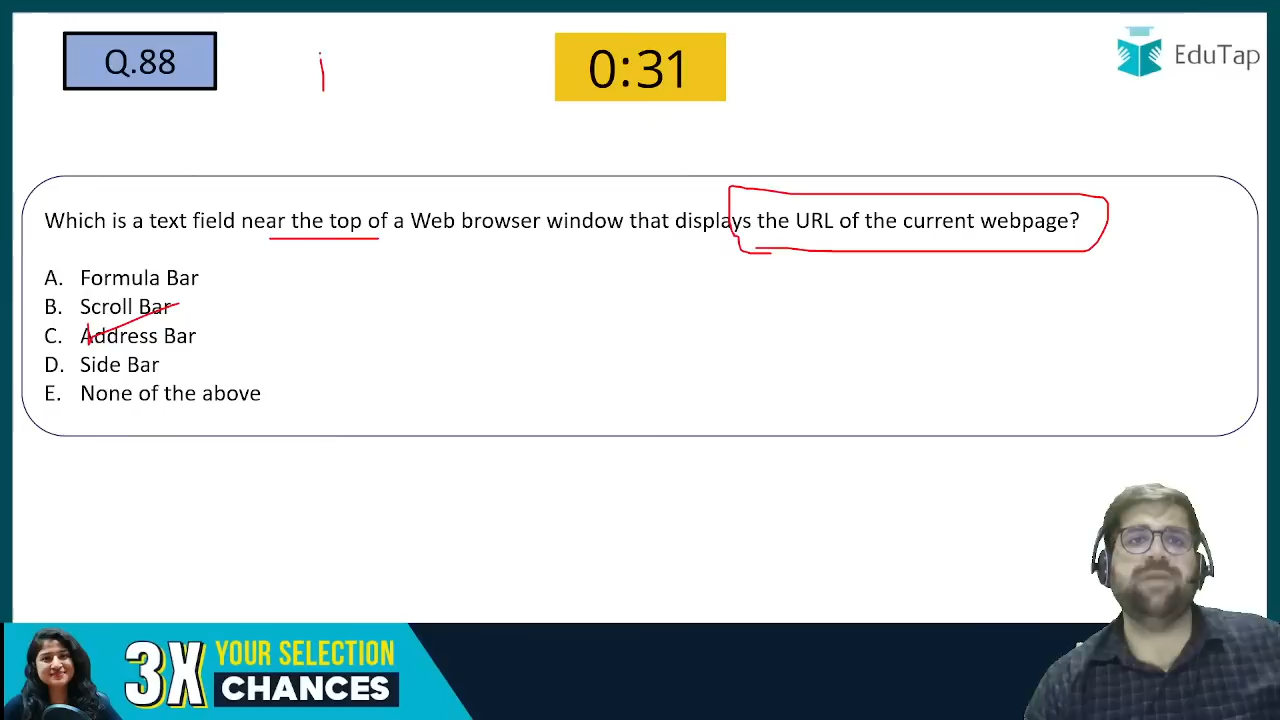 Q.88
0:31
EduTap
Which is a text field near the top of a Web browser window that displays the URL of the current webpage?
A. Formula Bar
B. Scroll Bar
C. Address Bar
D. Side Bar
E. None of the above
3X YOUR SELECTION
CHANCES